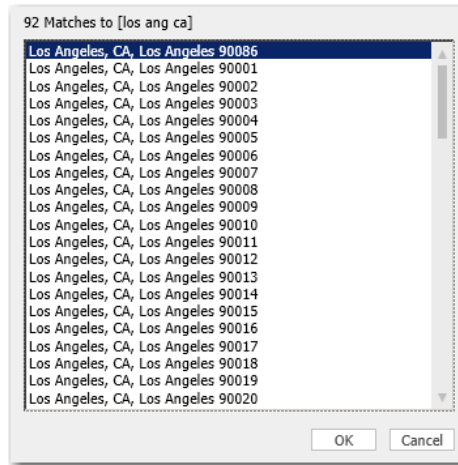 92 Matches to [los ang ca]
Los Angeles, CA, Los Angeles 90086
Los Angeles, CA, Los Angeles 90001
Los Angeles, CA, Los Angeles 90002
Los Angeles, CA, Los Angeles 90003
Los Angeles, CA, Los Angeles 90004
Los Angeles, CA, Los Angeles 90005
Los Angeles, CA, Los Angeles 90006
Los Angeles, CA, Los Angeles 90007
Los Angeles, CA, Los Angeles 90008
Los Angeles, CA, Los Angeles 90009
Los Angeles, CA, Los Angeles 90010
Los Angeles, CA, Los Angeles 90011
Los Angeles, CA, Los Angeles 90012
Los Angeles, CA, Los Angeles 90013
Los Angeles, CA, Los Angeles 90014
Los Angeles, CA, Los Angeles 90015
Los Angeles, CA, Los Angeles 90016
Los Angeles, CA, Los Angeles 90017
Los Angeles, CA, Los Angeles 90018
Los Angeles, CA, Los Angeles 90019
Los Angeles, CA, Los Angeles 90020
OK Cancel